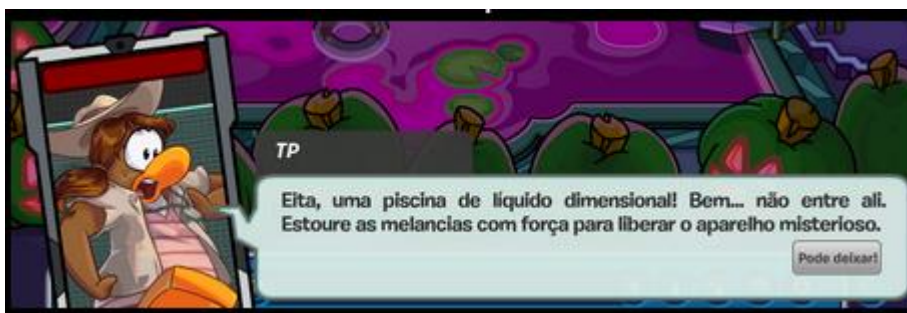 TP
Eita, uma piscina de líquido dimensional! Bem... não entre ali.
Estoure as melancias com força para liberar o aparelho misterioso.
Pode deixar!